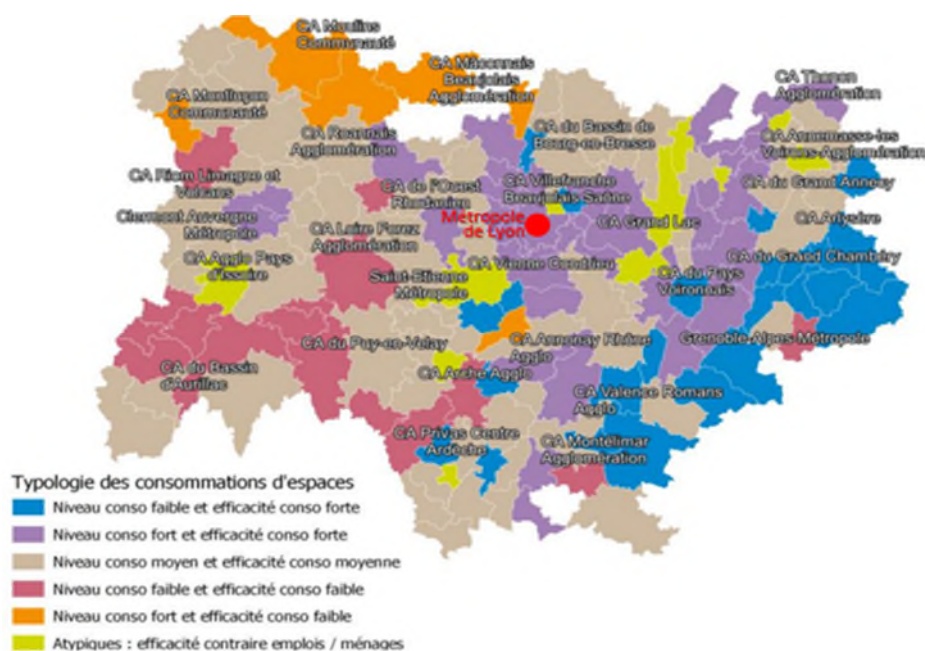 CA Moulins
Communauté
CA Mâconnais
Beaujolais
Agglomération
CA Thonon
Agglomération
CA Montluçon
Communauté
CA Roannais
Agglomération
CA du Bassin de
Bourg-en-Bresse
CA Annemasse-les
Voirons-Agglomération
CA Riom Limagne et
Volcans
CA de l'Ouest
Rhodanien
CA Villefranche
Beaujolais Saône
CA du Grand Annecy
Clermont Auvergne
Métropole
CA Loire Forez
Agglomération
Métropole
de Lyon
CA Grand Lac
CA Arlysère
CA Agglo Pays
d'Issoire
Saint-Etienne
Métropole
CA Vienne Condrieu
CA du Pays
Voironnais
CA du Grand Chambéry
CA du Puy-en-Velay
CA Annonay Rhône
Agglo
Grenoble-Alpes-Métropole
CA du Bassin
d'Aurillac
CA Arche Agglo
CA Valence Romans
Agglo
CA Privas Centre
Ardèche
CA Montélimar
Agglomération
Typologie des consommations d'espaces
Niveau conso faible et efficacité conso forte
Niveau conso fort et efficacité conso forte
Niveau conso moyen et efficacité conso moyenne
Niveau conso faible et efficacité conso faible
Niveau conso fort et efficacité conso faible
Atypiques : efficacité contraire emplois / ménages